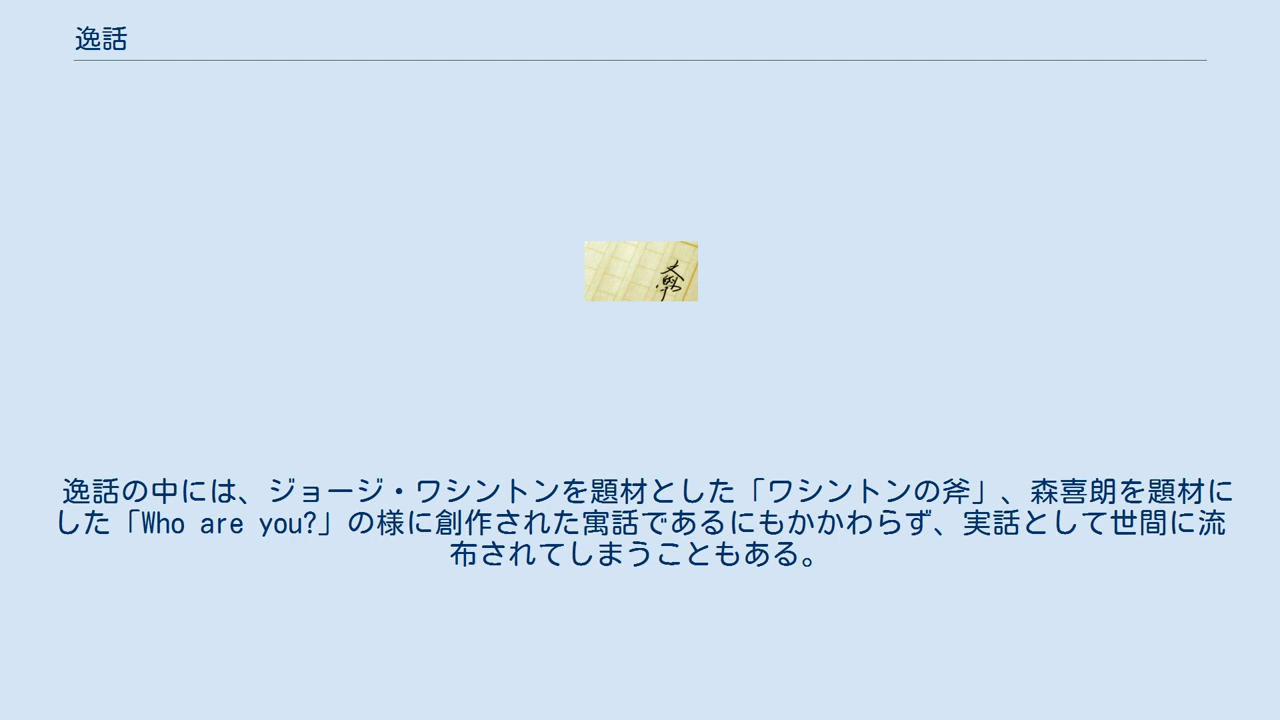 逸話
逸話の中には、ジョージ・ワシントンを題材とした「ワシントンの斧」、森喜朗を題材に
した「Who are you?」の様に創作された寓話であるにもかかわらず、実話として世間に流
布されてしまうこともある。